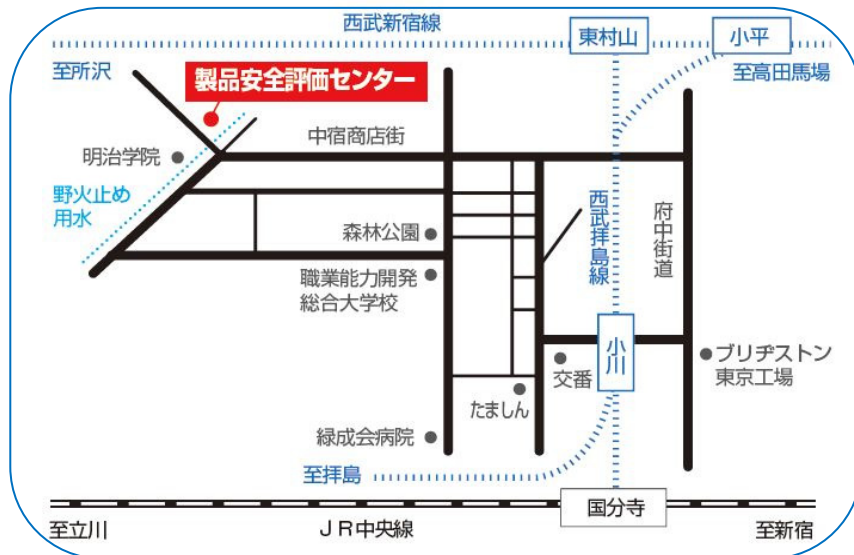 西武新宿線
東村山
小平
至所沢
製品安全評価センター
至高田馬場
中宿商店街
明治学院
野火止め
用水
西武拝島線
府中街道
森林公園
職業能力開発
総合大学校
小川
ブリヂストン
東京工場
交番
たましん
緑成会病院
至拝島
国分寺
至立川
JR中央線
至新宿